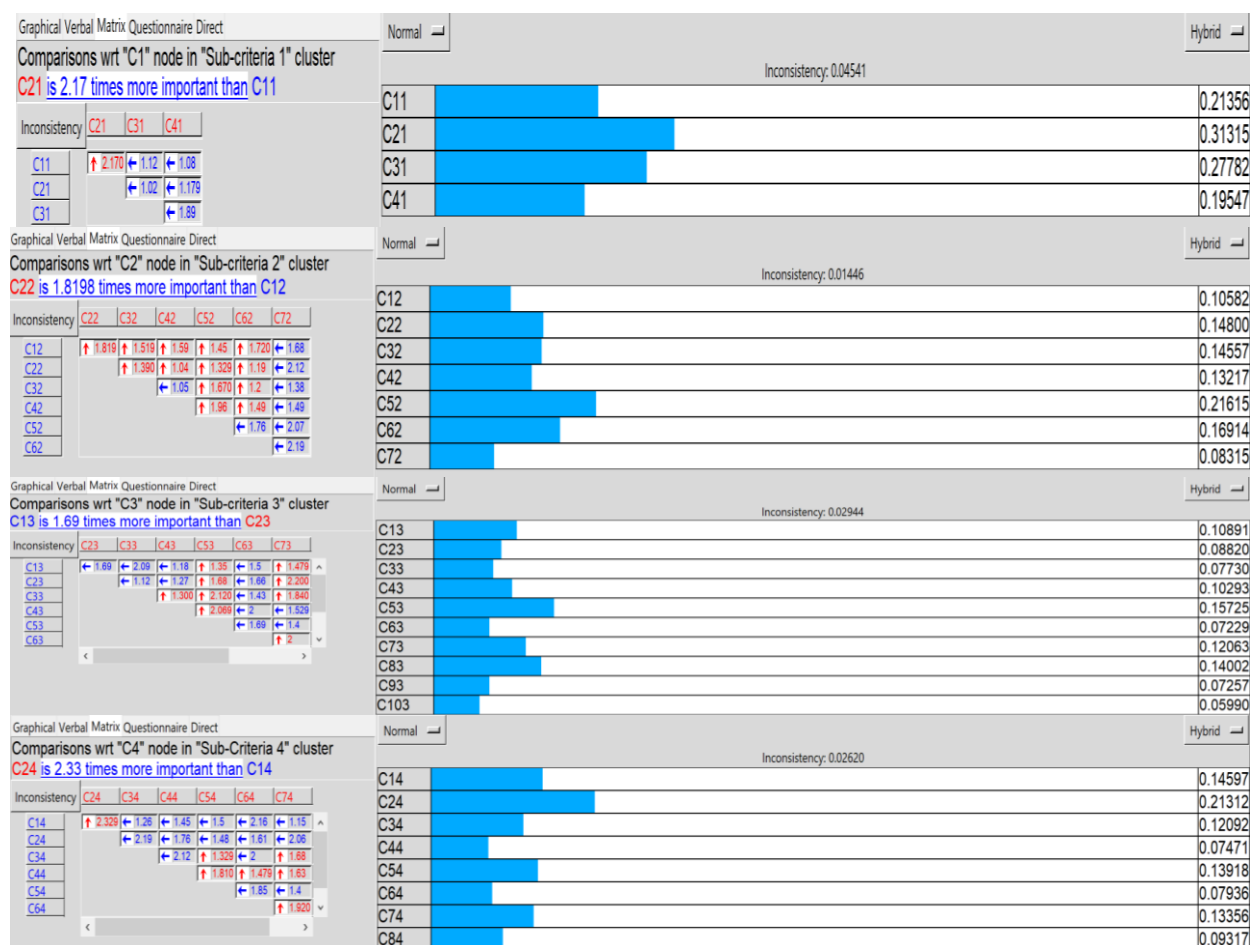 Graphical Verbal Matrix Questionnaire Direct
Normal Hybrid
Comparisons wrt "C1" node in "Sub-criteria 1" cluster
C21 is 2.17 times more important than C11
Inconsistency: 0.04541
Inconsistency C21 C31 C41
C11 2.170 1.12 1.08
C21 1.02 1.179
C31 1.89
C11 0.21356
C21 0.31315
C31 0.27782
C41 0.19547
Graphical Verbal Matrix Questionnaire Direct
Normal Hybrid
Comparisons wrt "C2" node in "Sub-criteria 2" cluster
C22 is 1.8198 times more important than C12
Inconsistency: 0.01446
Inconsistency C22 C32 C42 C52 C62 C72
C12 1.819 1.519 1.59 1.45 1.720 1.68
C22 1.390 1.04 1.329 1.19 2.12
C32 1.05 1.670 1.2 1.38
C42 1.96 1.49 1.49
C52 1.76 2.07
C62 2.19
C12 0.10582
C22 0.14800
C32 0.14557
C42 0.13217
C52 0.21615
C62 0.16914
C72 0.08315
Graphical Verbal Matrix Questionnaire Direct
Normal Hybrid
Comparisons wrt "C3" node in "Sub-criteria 3" cluster
C13 is 1.69 times more important than C23
Inconsistency: 0.02944
Inconsistency C23 C33 C43 C53 C63 C73
C13 1.69 2.09 1.18 1.35 1.5 1.479
C23 1.12 1.27 1.68 1.66 2.200
C33 1.300 2.120 1.43 1.840
C43 2.069 2 1.529
C53 1.69 1.4
C63 2
C13 0.10891
C23 0.08820
C33 0.07730
C43 0.10293
C53 0.15725
C63 0.07229
C73 0.12063
C83 0.14002
C93 0.07257
C103 0.05990
Graphical Verbal Matrix Questionnaire Direct
Normal Hybrid
Comparisons wrt "C4" node in "Sub-Criteria 4" cluster
C24 is 2.33 times more important than C14
Inconsistency: 0.02620
Inconsistency C24 C34 C44 C54 C64 C74
C14 2.329 1.26 1.45 1.5 2.16 1.15
C24 2.19 1.76 1.48 1.61 2.06
C34 2.12 1.329 2 1.68
C44 1.810 1.479 1.63
C54 1.85 1.4
C64 1.920
C14 0.14597
C24 0.21312
C34 0.12092
C44 0.07471
C54 0.13918
C64 0.07936
C74 0.13356
C84 0.09317